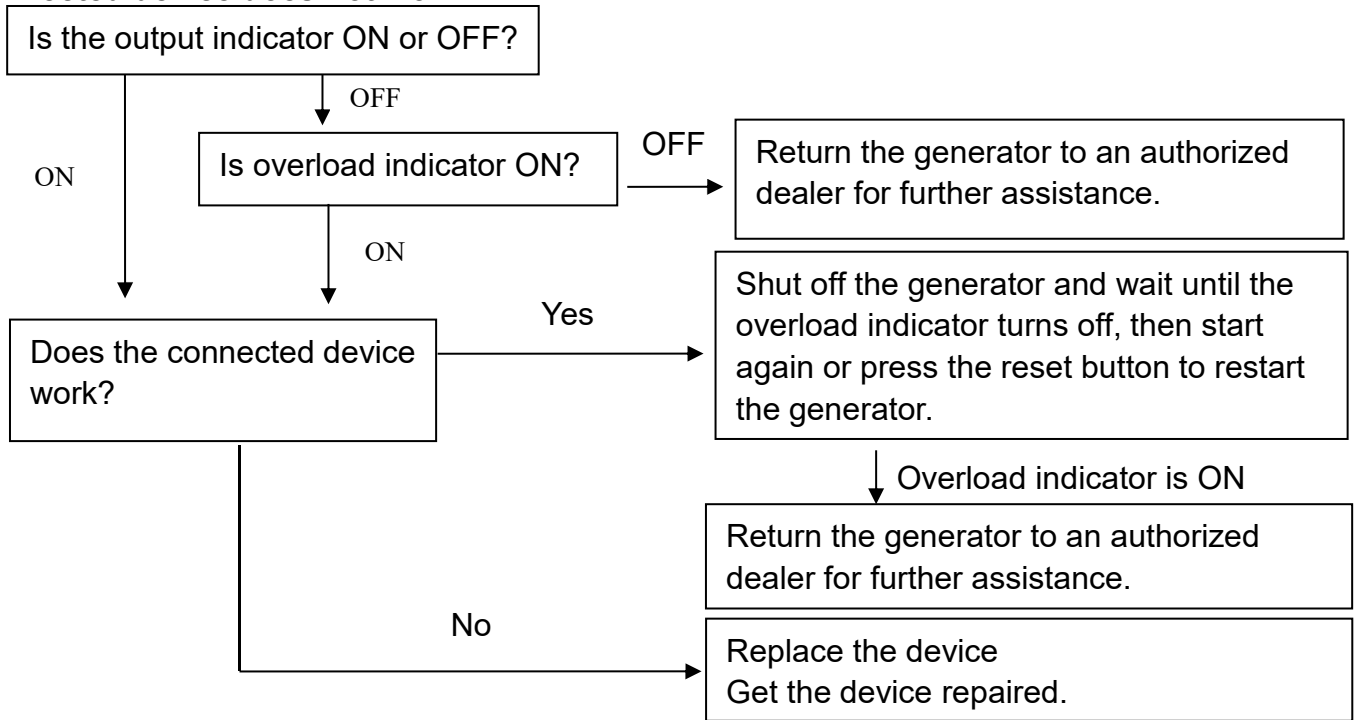 Is the output indicator ON or OFF?
OFF
ON
Is overload indicator ON?
OFF
Return the generator to an authorized
dealer for further assistance.
ON
Does the connected device
work?
Yes
Shut off the generator and wait until the
overload indicator turns off, then start
again or press the reset button to restart
the generator.
Overload indicator is ON
Return the generator to an authorized
dealer for further assistance.
No
Replace the device
Get the device repaired.